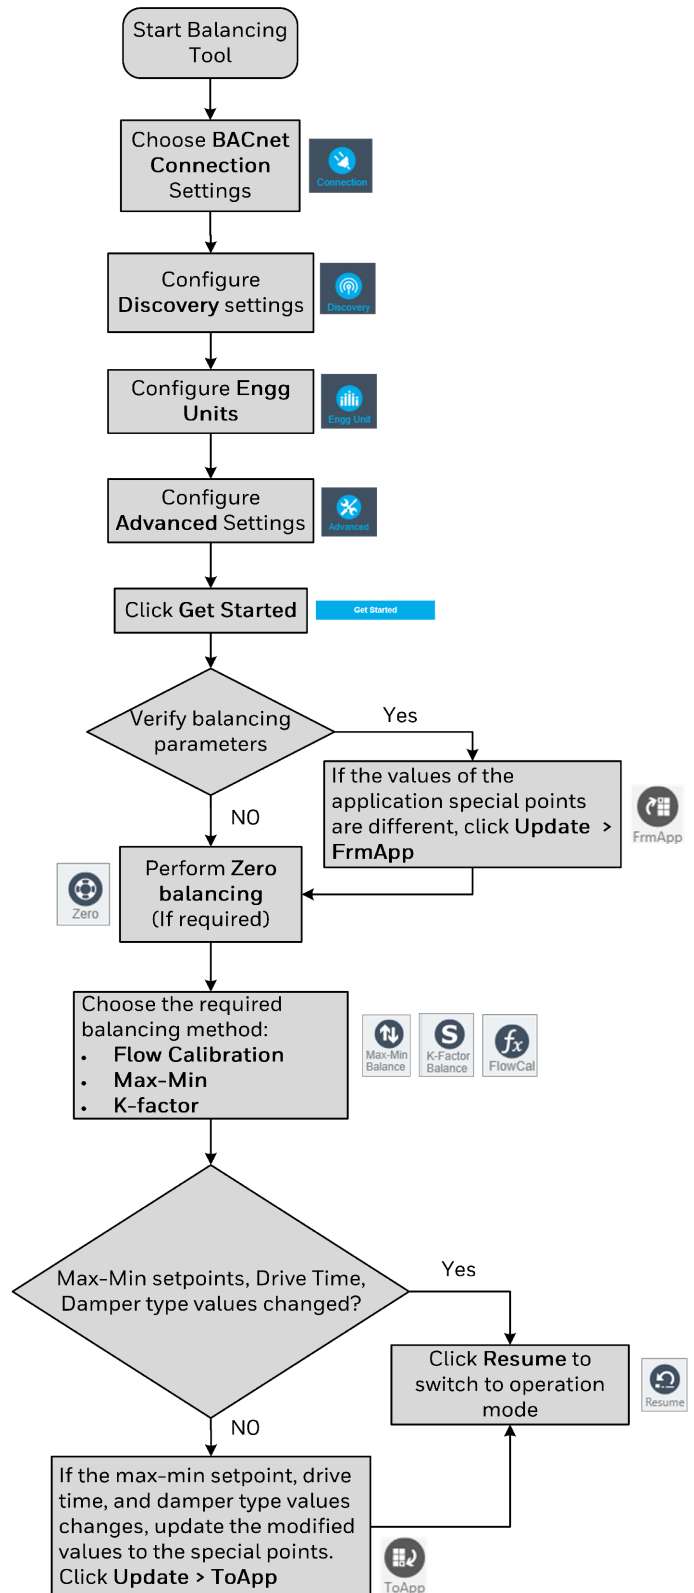 Start Balancing
Tool
Choose BACnet
Connection
Settings
Connection
Configure
Discovery settings
Discovery
Configure Engg
Units
Engg Unit
Configure
Advanced Settings
Advanced
Click Get Started
Get Started
Verify balancing
parameters
Yes
If the values of the
application special points
are different, click Update >
FrmApp
FrmApp
NO
Perform Zero
balancing
(If required)
Zero
Choose the required
balancing method:
• Flow Calibration
• Max-Min
• K-factor
Max-Min
Balance
S
K-Factor
Balance
fx
FlowCal
Max-Min setpoints, Drive Time,
Damper type values changed?
Yes
Click Resume to
switch to operation
mode
Resume
NO
If the max-min setpoint, drive
time, and damper type values
changes, update the modified
values to the special points.
Click Update > ToApp
ToApp